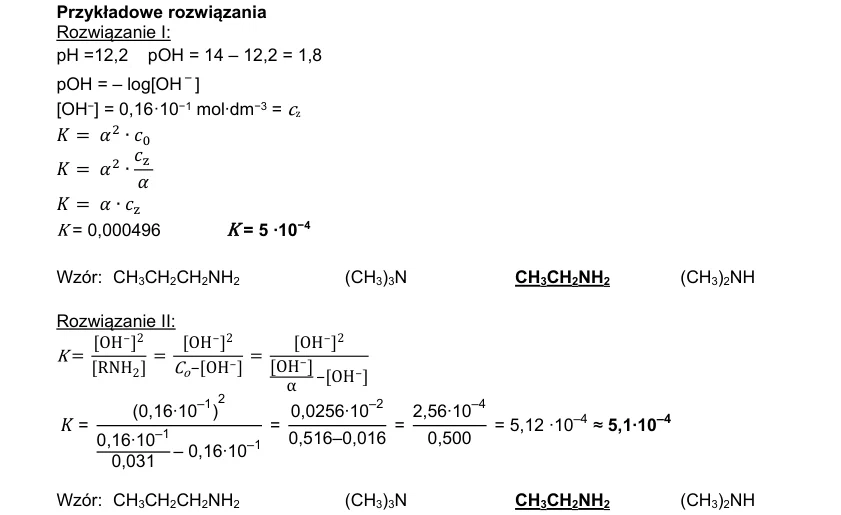 Przykładowe rozwiązania
Rozwiązanie I:
pH =12,2 pOH = 14 – 12,2 = 1,8
pOH = – log[OH⁻]
[OH⁻] = 0,16·10⁻¹ mol·dm⁻³ = c_z
K = α² · c₀
K = α² · c_z/α
K = α · c_z
K = 0,000496 K = 5 ·10⁻⁴
Wzór: CH₃CH₂CH₂NH₂ (CH₃)₃N CH₃CH₂NH₂ (CH₃)₂NH
Rozwiązanie II:
K= [OH⁻]²/[RNH₂] = [OH⁻]²/(C_o–[OH⁻]) = [OH⁻]²/([OH⁻]/α –[OH⁻])
K = (0,16·10⁻¹)²/(0,16·10⁻¹/0,031 – 0,16·10⁻¹) = 0,0256·10⁻²/(0,516–0,016) = 2,56·10⁻⁴/0,500 = 5,12 ·10⁻⁴ ≈ 5,1·10⁻⁴
Wzór: CH₃CH₂CH₂NH₂ (CH₃)₃N CH₃CH₂NH₂ (CH₃)₂NH